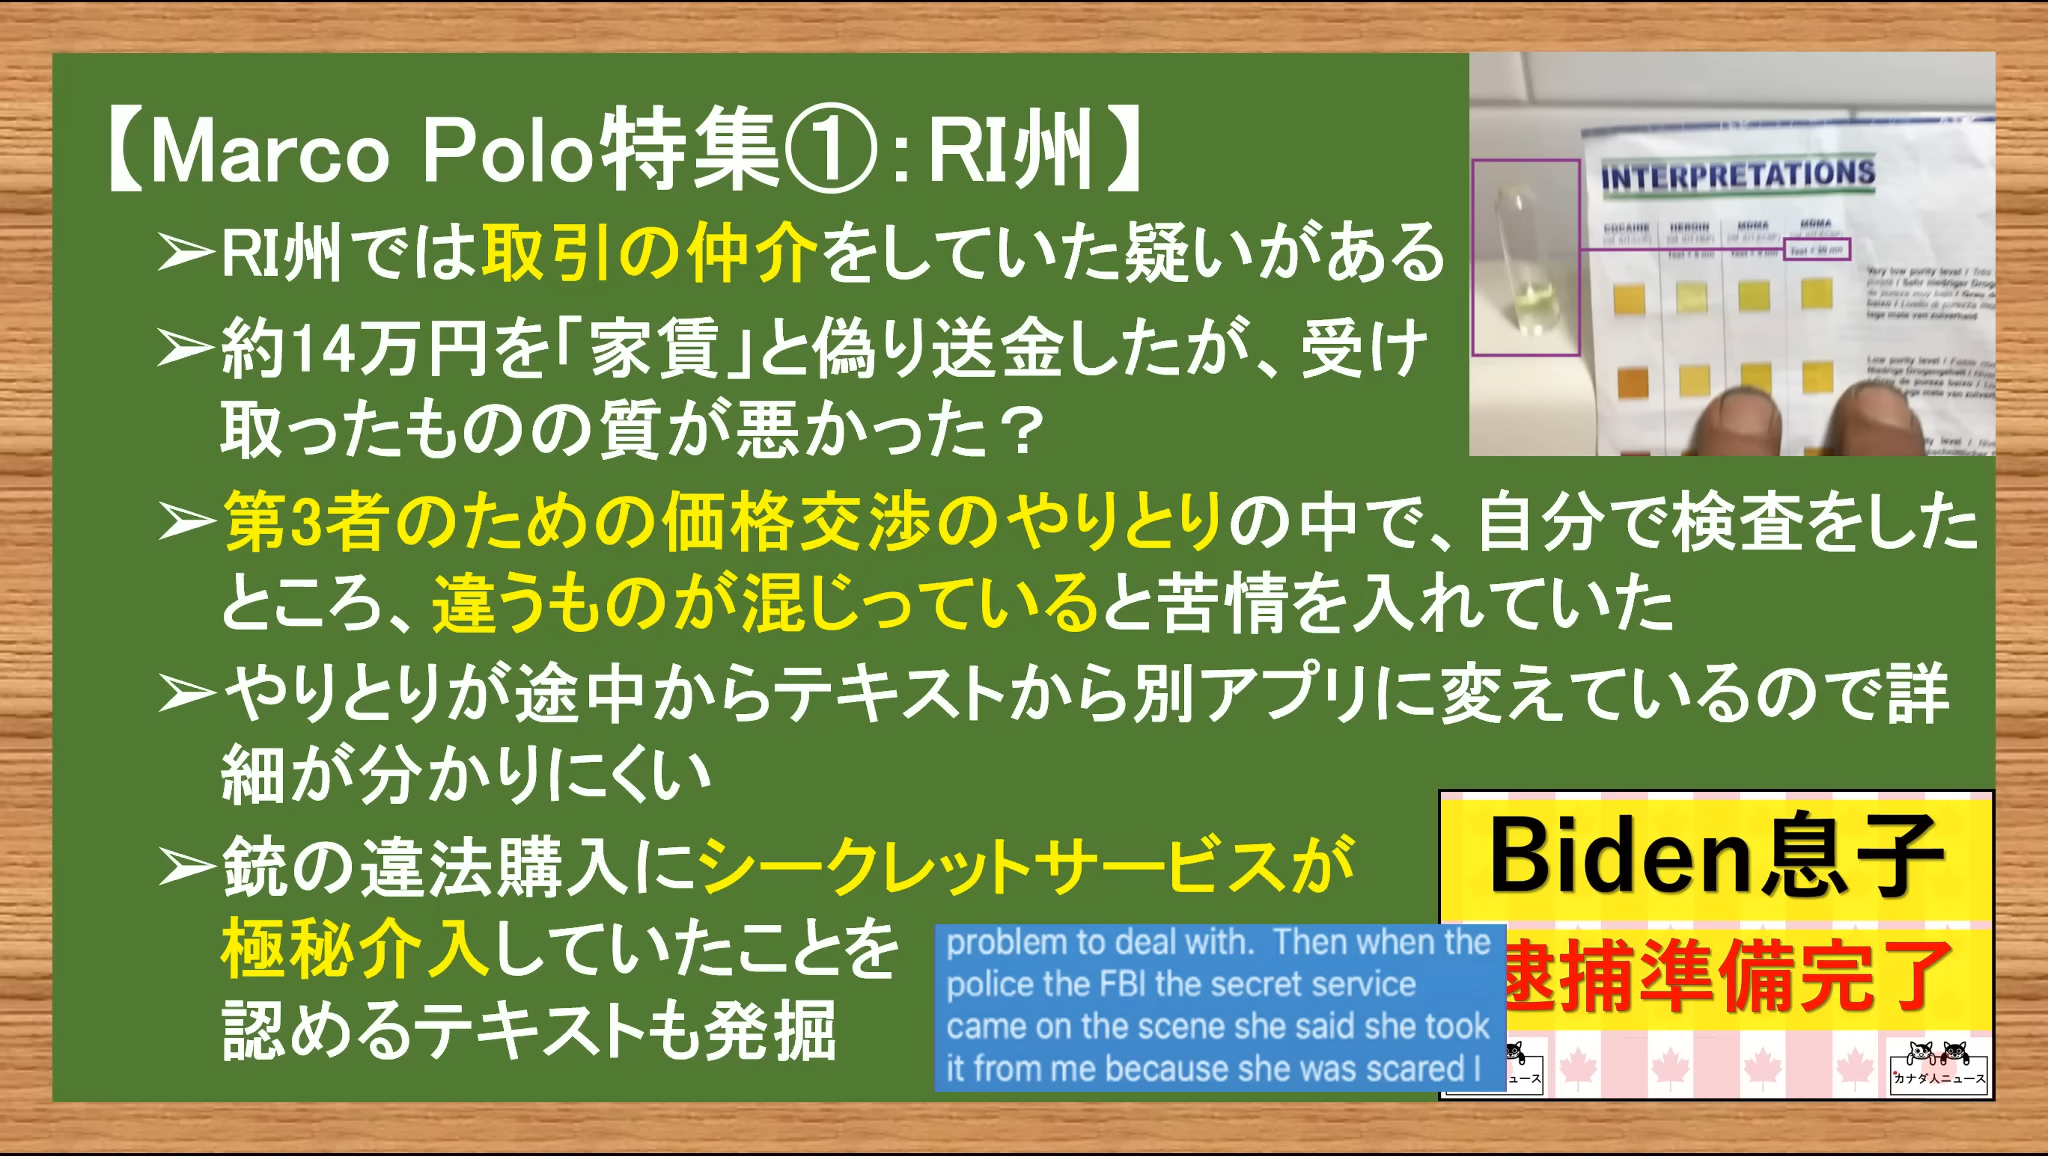 【Marco Polo特集①：RI州】
➢RI州では取引の仲介をしていた疑いがある
➢約14万円を「家賃」と偽り送金したが、受け
取ったものの質が悪かった？
➢第3者のための価格交渉のやりとりの中で、自分で検査をした
ところ、違うものが混じっていると苦情を入れていた
➢やりとりが途中からテキストから別アプリに変えているので詳
細が分かりにくい
➢銃の違法購入にシークレットサービスが
極秘介入していたことを
認めるテキストも発掘
INTERPRETATIONS
COCAINE HEROIN MDMA MDMA
problem to deal with. Then when the
police the FBI the secret service
came on the scene she said she took
it from me because she was scared I
Biden息子
逮捕準備完了
ュース
カナダ人ニュース